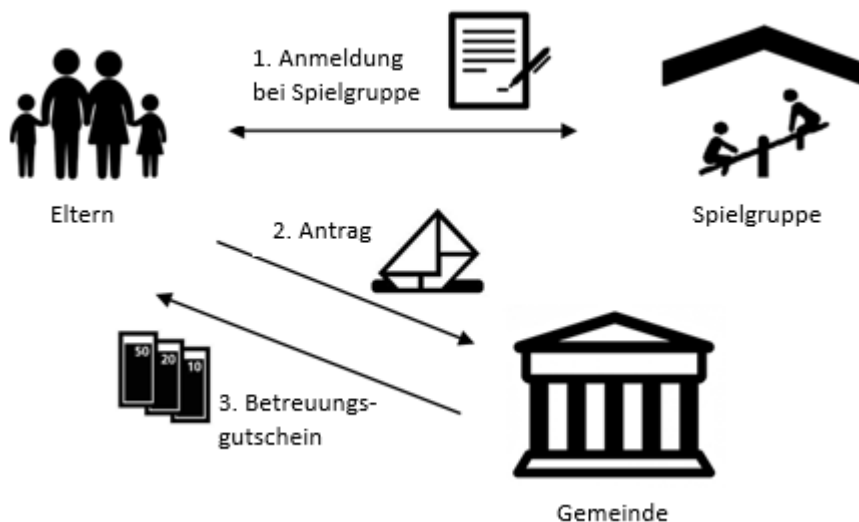 1. Anmeldung
bei Spielgruppe
Eltern
Spielgruppe
2. Antrag
50
20
10
3. Betreuungs-
gutschein
Gemeinde